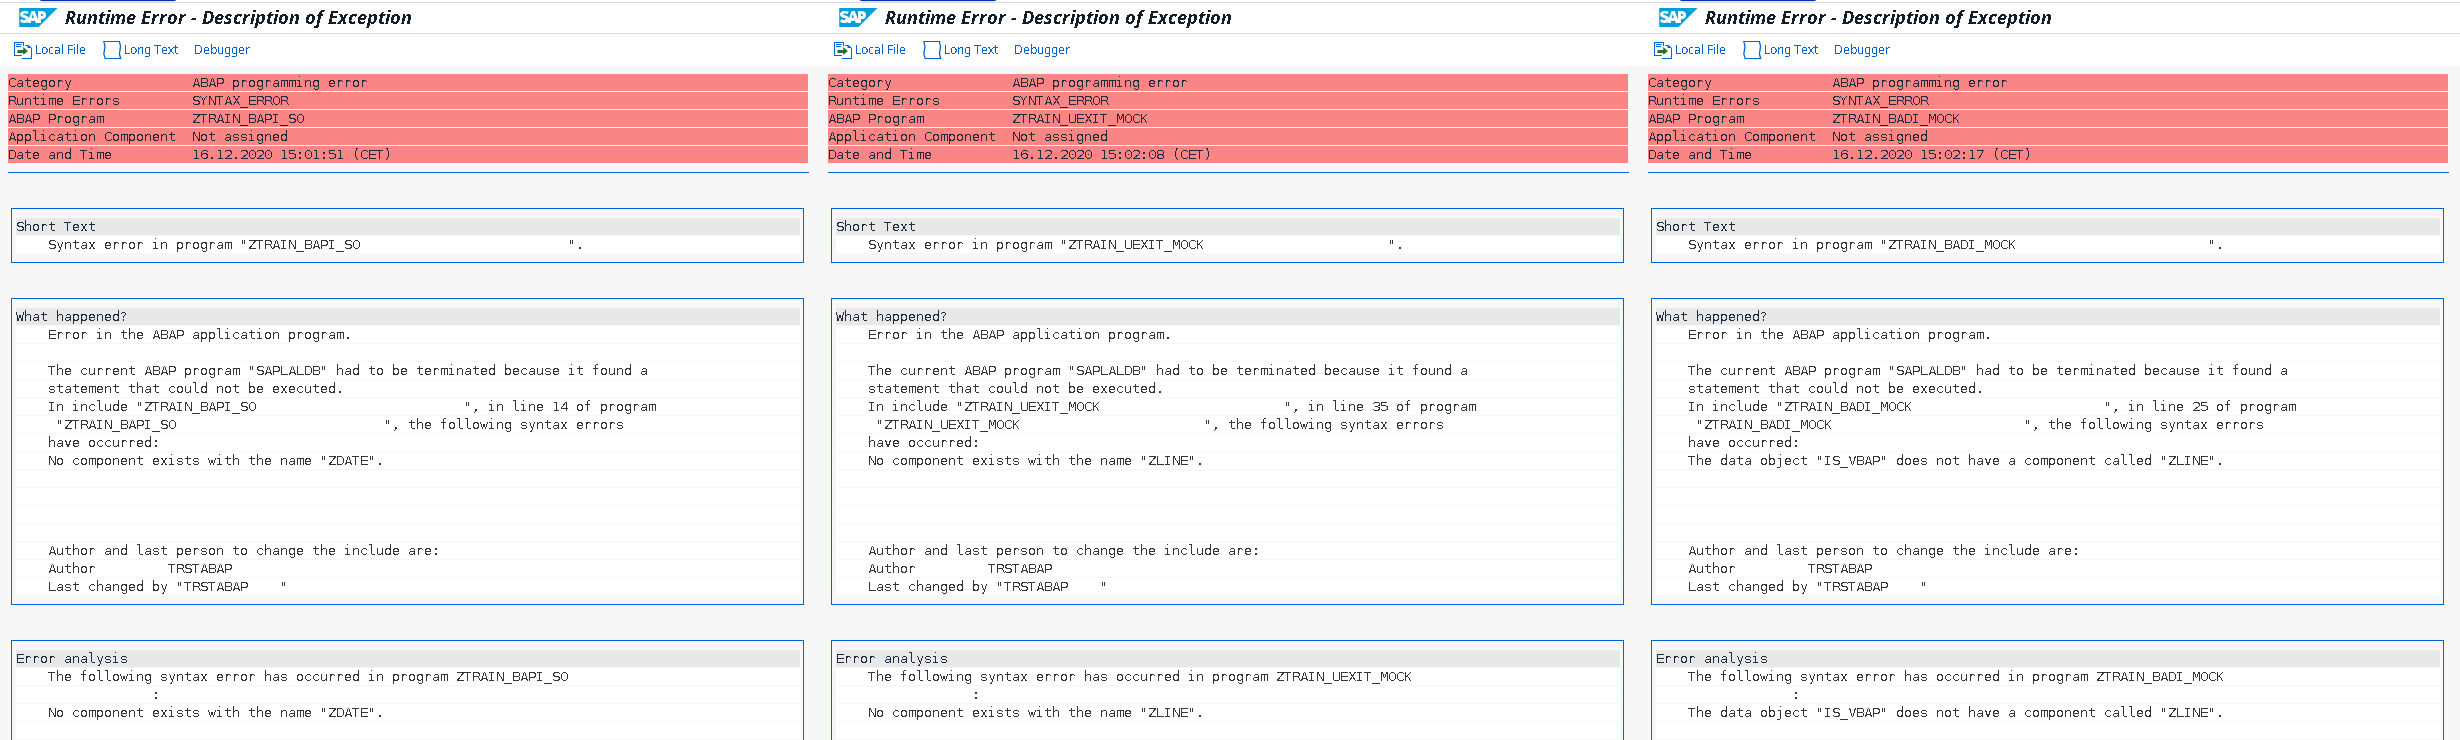 SAP Runtime Error - Description of Exception
Local File Long Text Debugger
Category ABAP programming error
Runtime Errors SYNTAX_ERROR
ABAP Program ZTRAIN_BAPI_SO
Application Component Not assigned
Date and Time 16.12.2020 15:01:51 (CET)
Short Text
Syntax error in program "ZTRAIN_BAPI_SO ".
What happened?
Error in the ABAP application program.
The current ABAP program "SAPLALDB" had to be terminated because it found a
statement that could not be executed.
In include "ZTRAIN_BAPI_SO ", in line 14 of program
"ZTRAIN_BAPI_SO ", the following syntax errors
have occurred:
No component exists with the name "ZDATE".
Author and last person to change the include are:
Author TRSTABAP
Last changed by "TRSTABAP "
Error analysis
The following syntax error has occurred in program ZTRAIN_BAPI_SO
:
No component exists with the name "ZDATE".
SAP Runtime Error - Description of Exception
Local File Long Text Debugger
Category ABAP programming error
Runtime Errors SYNTAX_ERROR
ABAP Program ZTRAIN_UEXIT_MOCK
Application Component Not assigned
Date and Time 16.12.2020 15:02:08 (CET)
Short Text
Syntax error in program "ZTRAIN_UEXIT_MOCK ".
What happened?
Error in the ABAP application program.
The current ABAP program "SAPLALDB" had to be terminated because it found a
statement that could not be executed.
In include "ZTRAIN_UEXIT_MOCK ", in line 35 of program
"ZTRAIN_UEXIT_MOCK ", the following syntax errors
have occurred:
No component exists with the name "ZLINE".
Author and last person to change the include are:
Author TRSTABAP
Last changed by "TRSTABAP "
Error analysis
The following syntax error has occurred in program ZTRAIN_UEXIT_MOCK
:
No component exists with the name "ZLINE".
SAP Runtime Error - Description of Exception
Local File Long Text Debugger
Category ABAP programming error
Runtime Errors SYNTAX_ERROR
ABAP Program ZTRAIN_BADI_MOCK
Application Component Not assigned
Date and Time 16.12.2020 15:02:17 (CET)
Short Text
Syntax error in program "ZTRAIN_BADI_MOCK ".
What happened?
Error in the ABAP application program.
The current ABAP program "SAPLALDB" had to be terminated because it found a
statement that could not be executed.
In include "ZTRAIN_BADI_MOCK ", in line 25 of program
"ZTRAIN_BADI_MOCK ", the following syntax errors
have occurred:
The data object "IS_VBAP" does not have a component called "ZLINE".
Author and last person to change the include are:
Author TRSTABAP
Last changed by "TRSTABAP "
Error analysis
The following syntax error has occurred in program ZTRAIN_BADI_MOCK
:
The data object "IS_VBAP" does not have a component called "ZLINE".